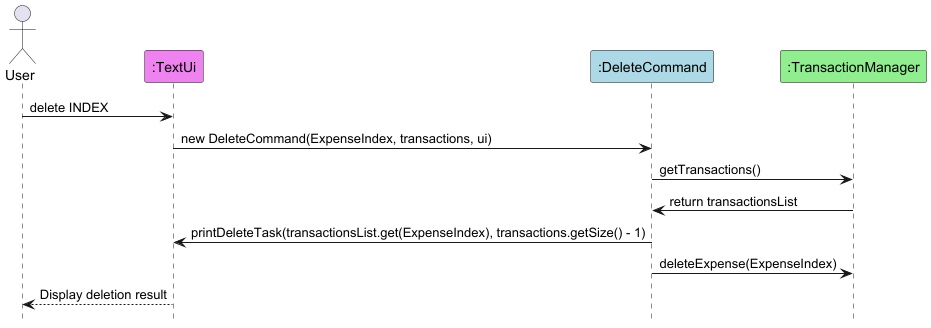 User
:TextUi
:DeleteCommand
:TransactionManager
delete INDEX
new DeleteCommand(ExpenseIndex, transactions, ui)
getTransactions()
return transactionsList
printDeleteTask(transactionsList.get(ExpenseIndex), transactions.getSize() - 1)
deleteExpense(ExpenseIndex)
Display deletion result